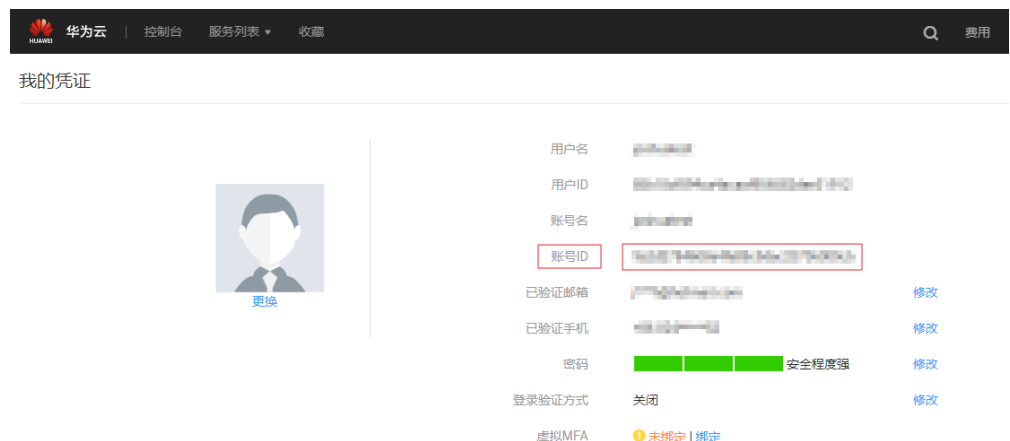 HUAWEI 华为云 | 控制台 服务列表 ▾ 收藏 费用
我的凭证
用户名
用户ID
账号名
账号ID
更换
已验证邮箱 修改
已验证手机 修改
密码 安全程度强 修改
登录验证方式 关闭 修改
虚拟MFA 未绑定 | 绑定